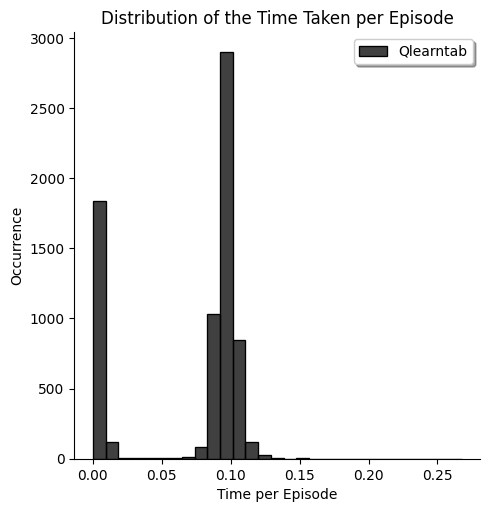 Distribution of the Time Taken per Episode
Qlearntab
3000
2500
2000
1500
1000
500
0
Occurrence
0.00 0.05 0.10 0.15 0.20 0.25
Time per Episode